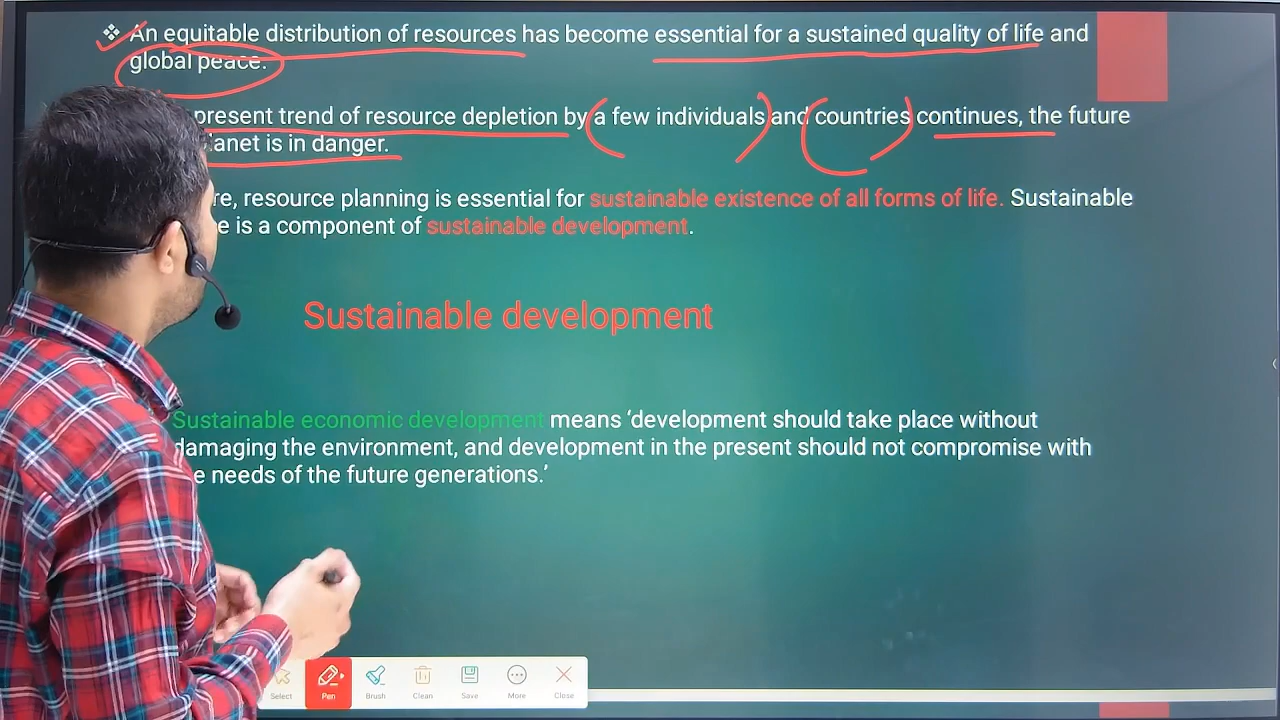 An equitable distribution of resources has become essential for a sustained quality of life and
global peace.
present trend of resource depletion by a few individuals and countries continues, the future
planet is in danger.
resource planning is essential for sustainable existence of all forms of life. Sustainable
is a component of sustainable development.
Sustainable development
Sustainable economic development means ‘development should take place without
damaging the environment, and development in the present should not compromise with
needs of the future generations.’
Select Pen Brush Clean Save More Close